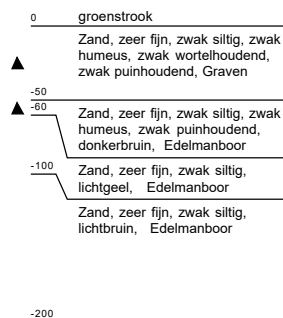 0 groenstrook
Zand, zeer fijn, zwak siltig, zwak
humeus, zwak wortelhoudend,
zwak puinhoudend, Graven
-50
-60
Zand, zeer fijn, zwak siltig, zwak
humeus, zwak puinhoudend,
donkerbruin, Edelmanboor
-100
Zand, zeer fijn, zwak siltig,
lichtgeel, Edelmanboor
Zand, zeer fijn, zwak siltig,
lichtbruin, Edelmanboor
-200